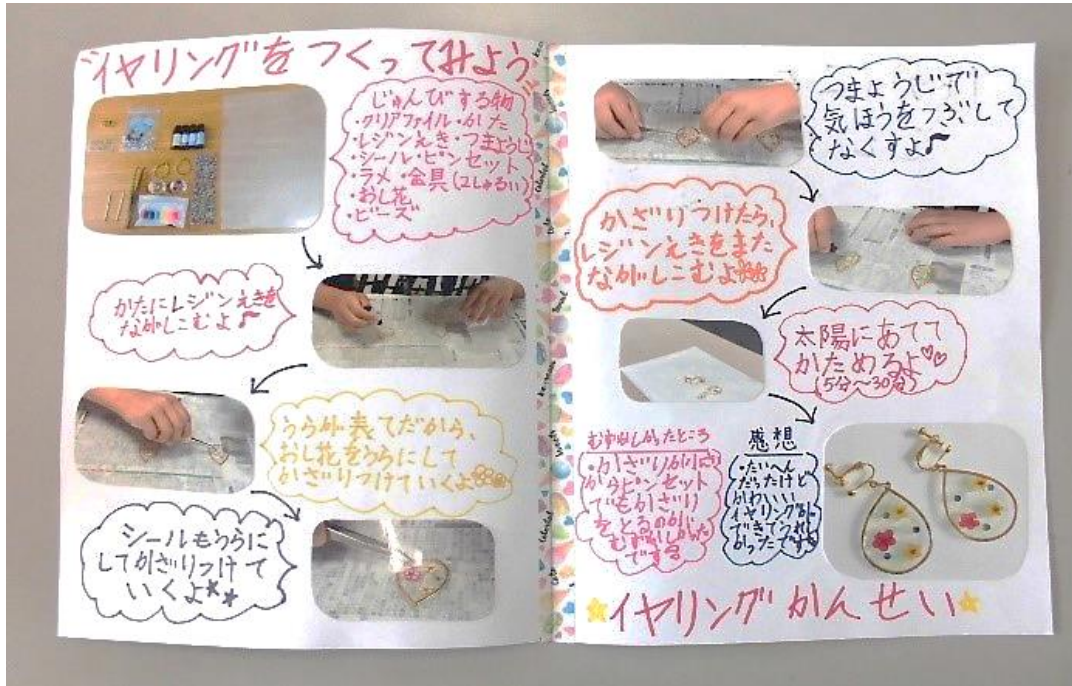 イヤリングをつくってみよう。
じゅんびする物
・クリアファイル・かた
・レジンえき・つまようじ
・シール・ピンセット
・ラメ・金具(2しゅるい)
・おし花
・ビーズ
かたにレジンえきを
ながしこむよ♪
うらが表てだから、
おし花をうらにして
かざりつけていくよ
シールもうらに
してかざりつけて
いくよ**
つまようじで
気ほうをつぶして
なくすよ♪
かざりつけたら、
レジンえきをまた
ながしこむよ
太陽にあてて
かためるよ♡♡
(5分〜30分)
むずかしかったところ
・かざりが小さい
からピンセット
でもかざり
をとるのが
むずかしかった
です
感想
・たいへん
だったけど
かわいい
イヤリングが
できてうれし
かったです
☆イヤリングかんせい☆